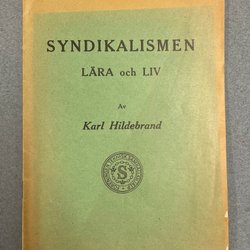 SYNDIKALISMEN
LÄRA och LIV
Av
Karl Hildebrand
S